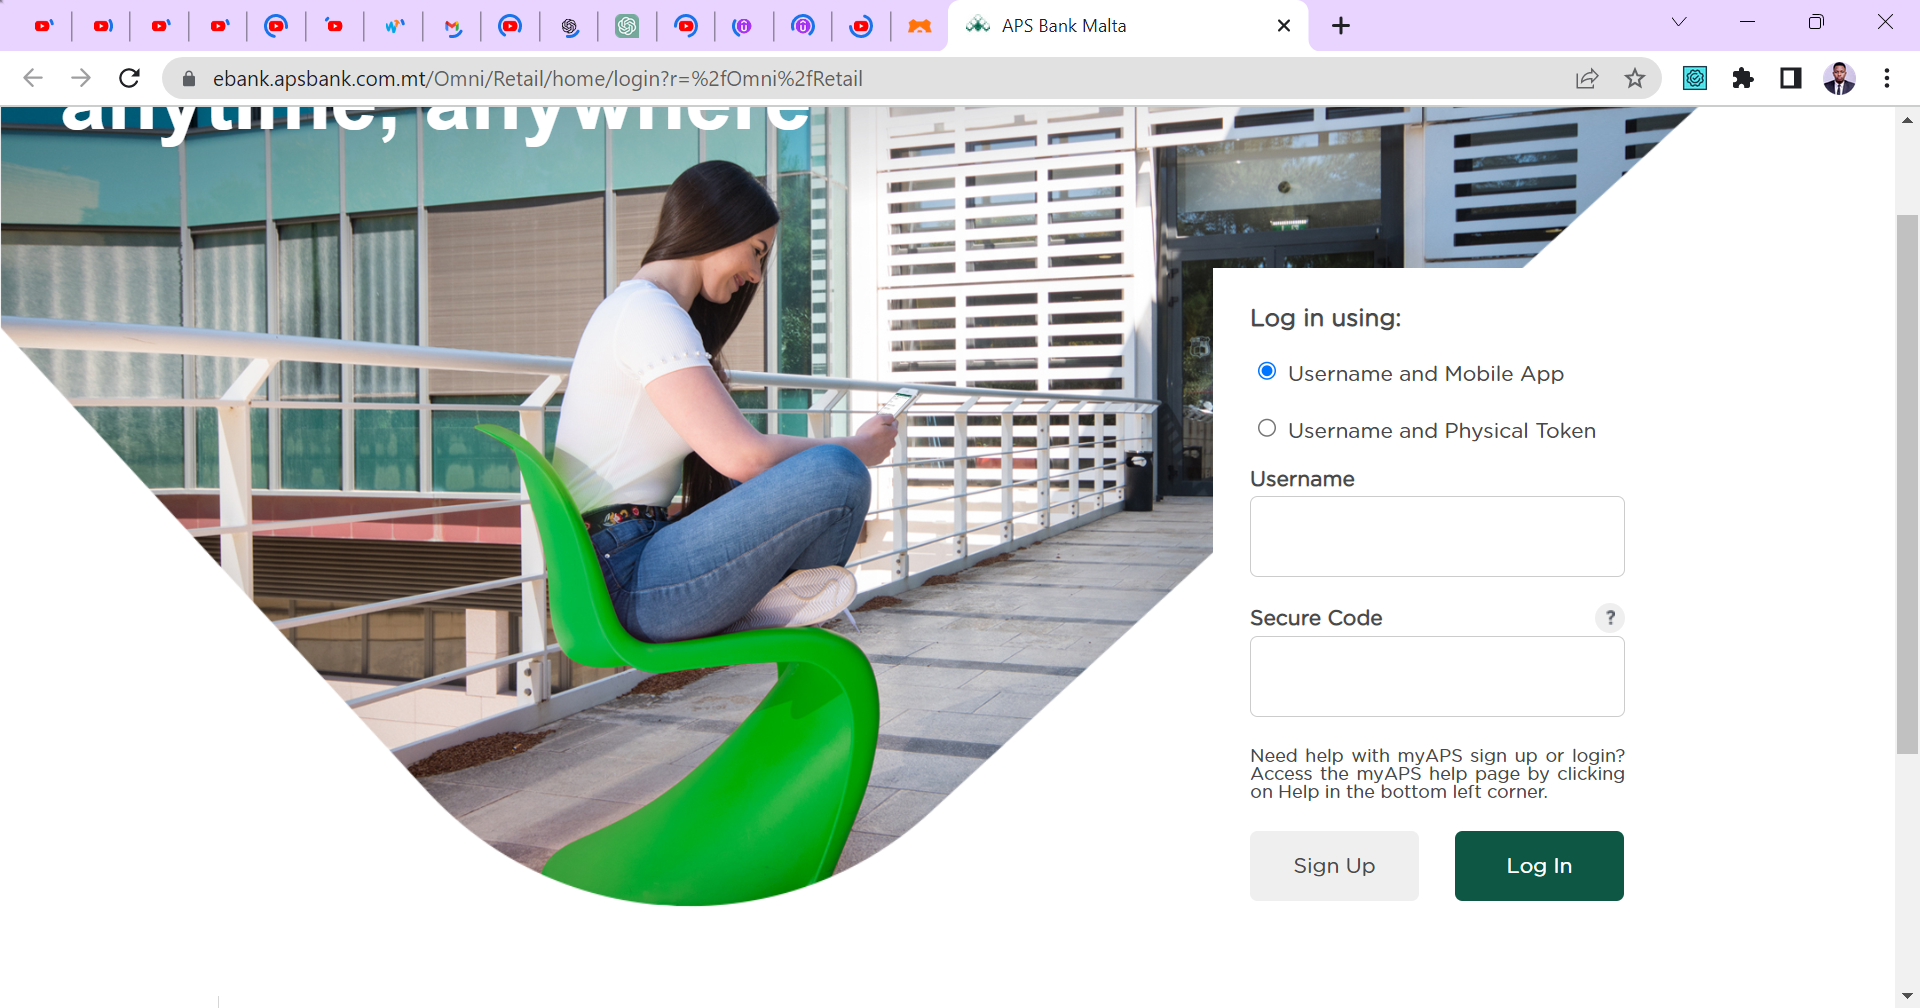 APS Bank Malta
ebank.apsbank.com.mt/Omni/Retail/home/login?r=%2fOmni%2fRetail
anytime, anywhere
Log in using:
Username and Mobile App
Username and Physical Token
Username
Secure Code
?
Need help with myAPS sign up or login?
Access the myAPS help page by clicking
on Help in the bottom left corner.
Sign Up
Log In